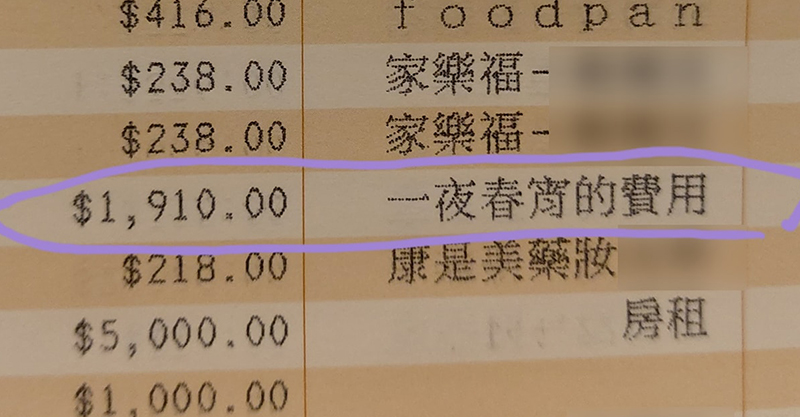 $416.00 foodpan
$238.00 家樂福-
$238.00 家樂福-
$1,910.00 一夜春宵的費用
$218.00 康是美藥妝
$5,000.00 房租
$1,000.00